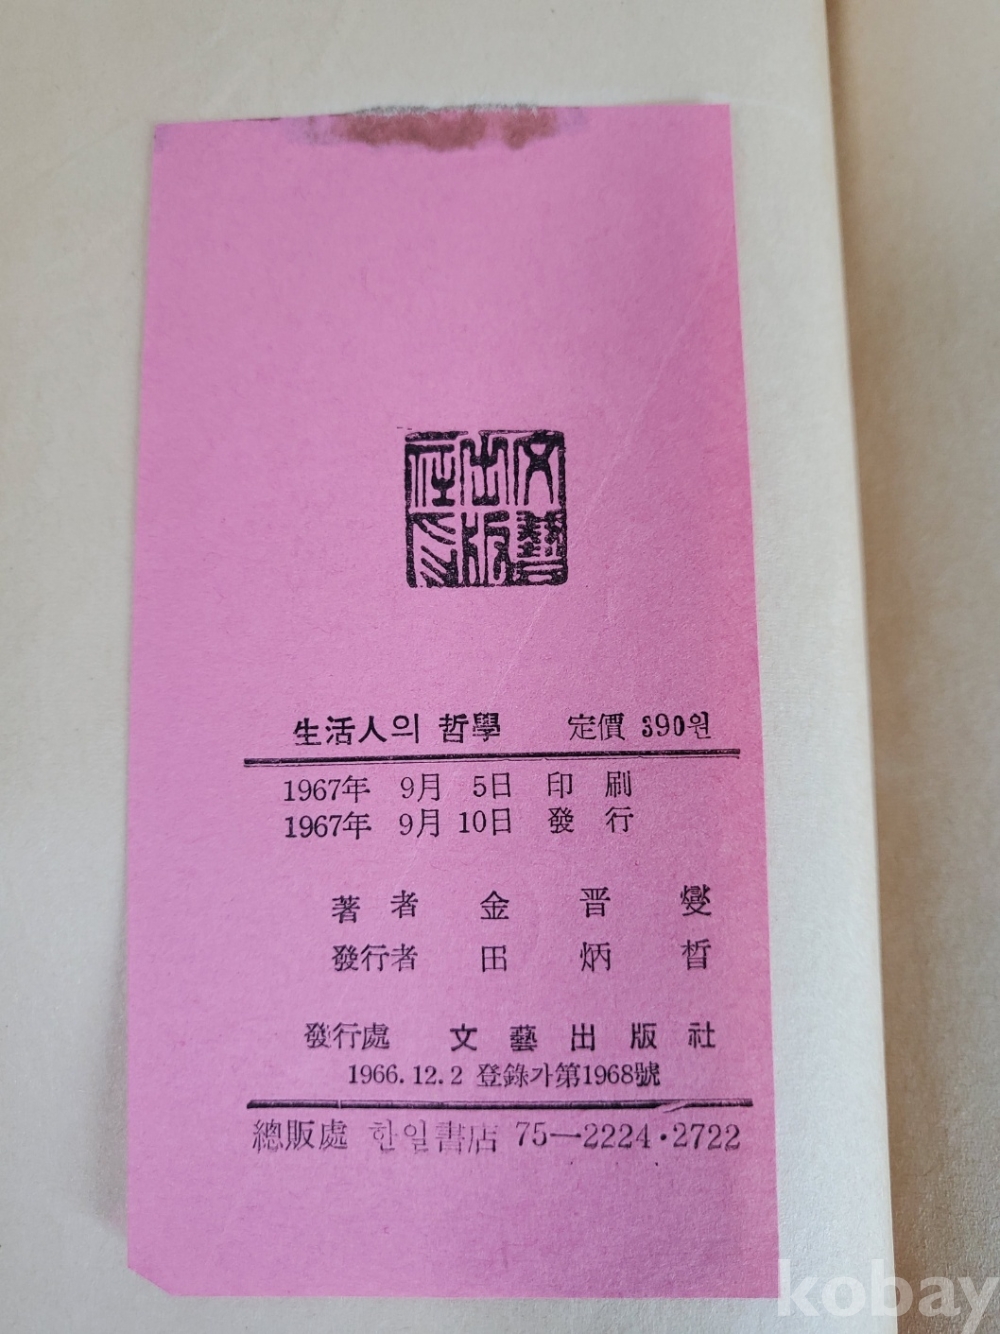 文藝
出版
社印
生活人의 哲學 定價 390원
1967年 9月 5日 印刷
1967年 9月 10日 發行
著者 金晋燮
發行者 田炳晳
發行處 文藝出版社
1966.12.2 登錄가第1968號
總販處 한일書店 75—2224·2722
kobay